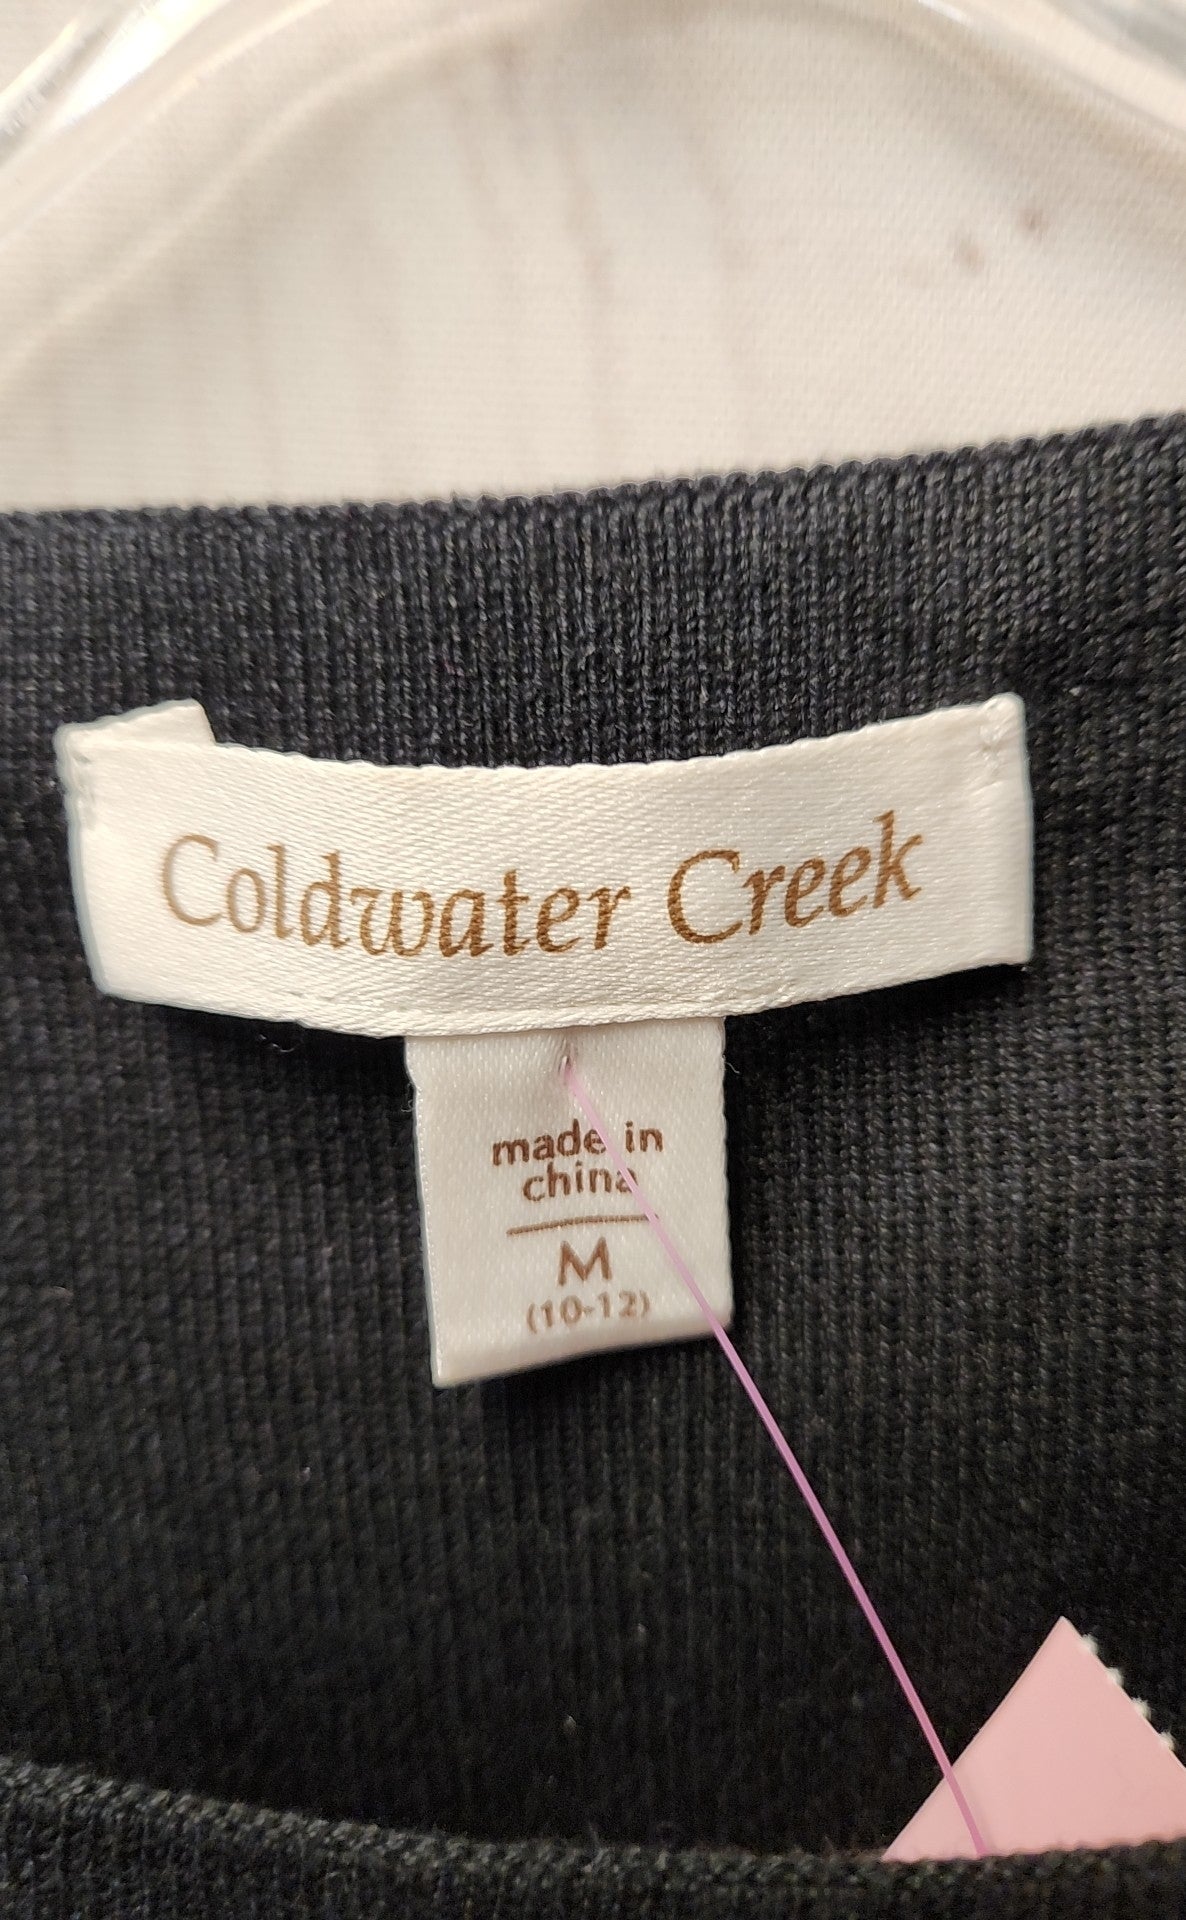 Coldwater Creek
made in
china
M
(10-12)